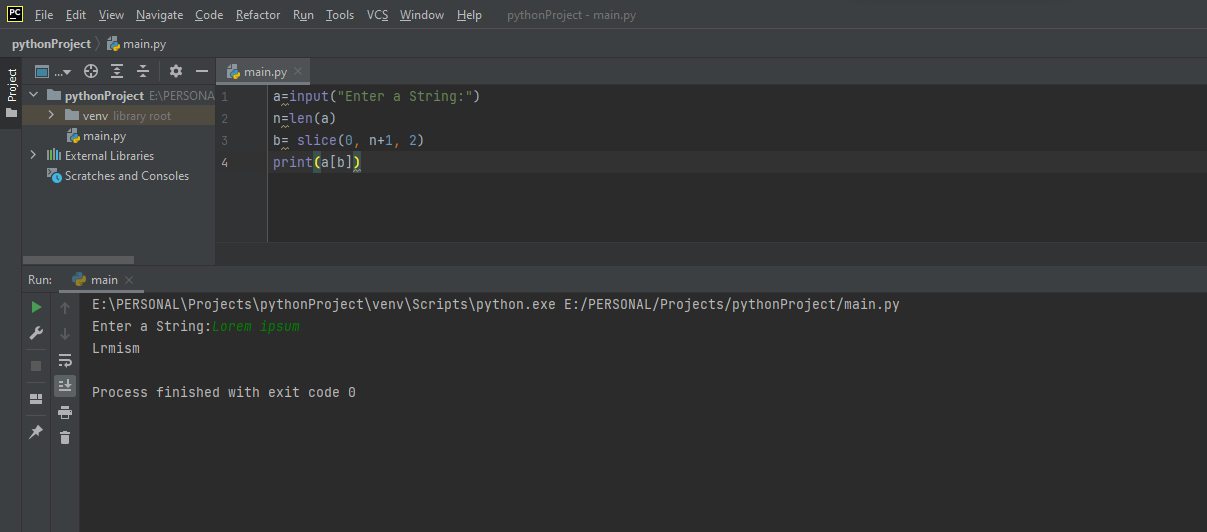 PC File Edit View Navigate Code Refactor Run Tools VCS Window Help pythonProject - main.py
pythonProject main.py
Project
... main.py
pythonProject E:\PERSONA
venv library root
main.py
External Libraries
Scratches and Consoles
1 a=input("Enter a String:")
2 n=len(a)
3 b= slice(0, n+1, 2)
4 print(a[b])
Run: main
E:\PERSONAL\Projects\pythonProject\venv\Scripts\python.exe E:/PERSONAL/Projects/pythonProject/main.py
Enter a String:Lorem ipsum
Lrmism
Process finished with exit code 0